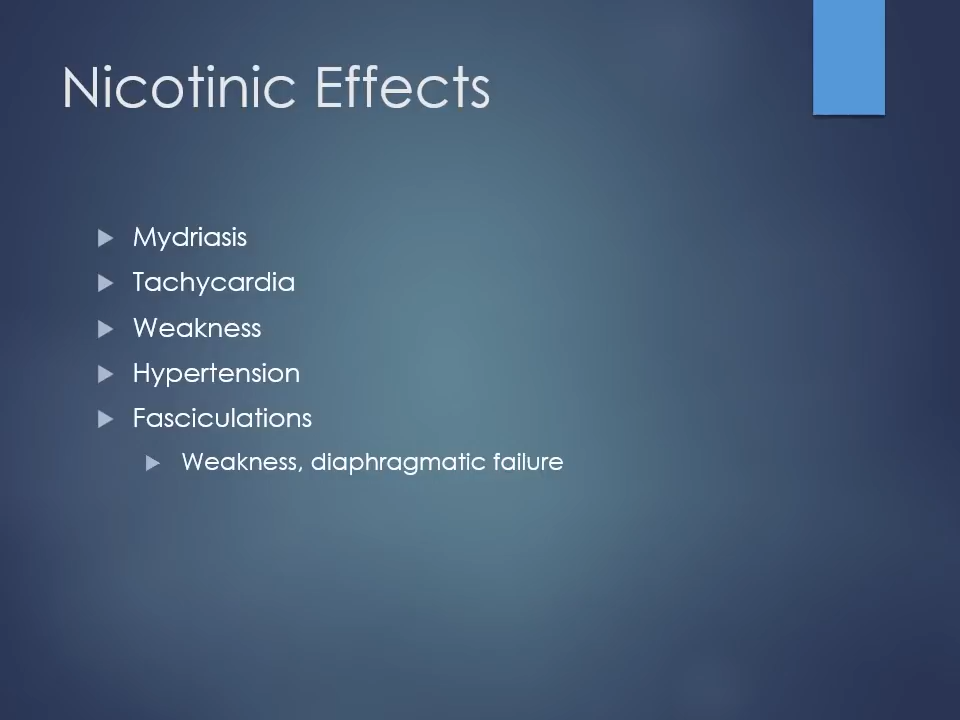 Nicotinic Effects
Mydriasis
Tachycardia
Weakness
Hypertension
Fasciculations
Weakness, diaphragmatic failure